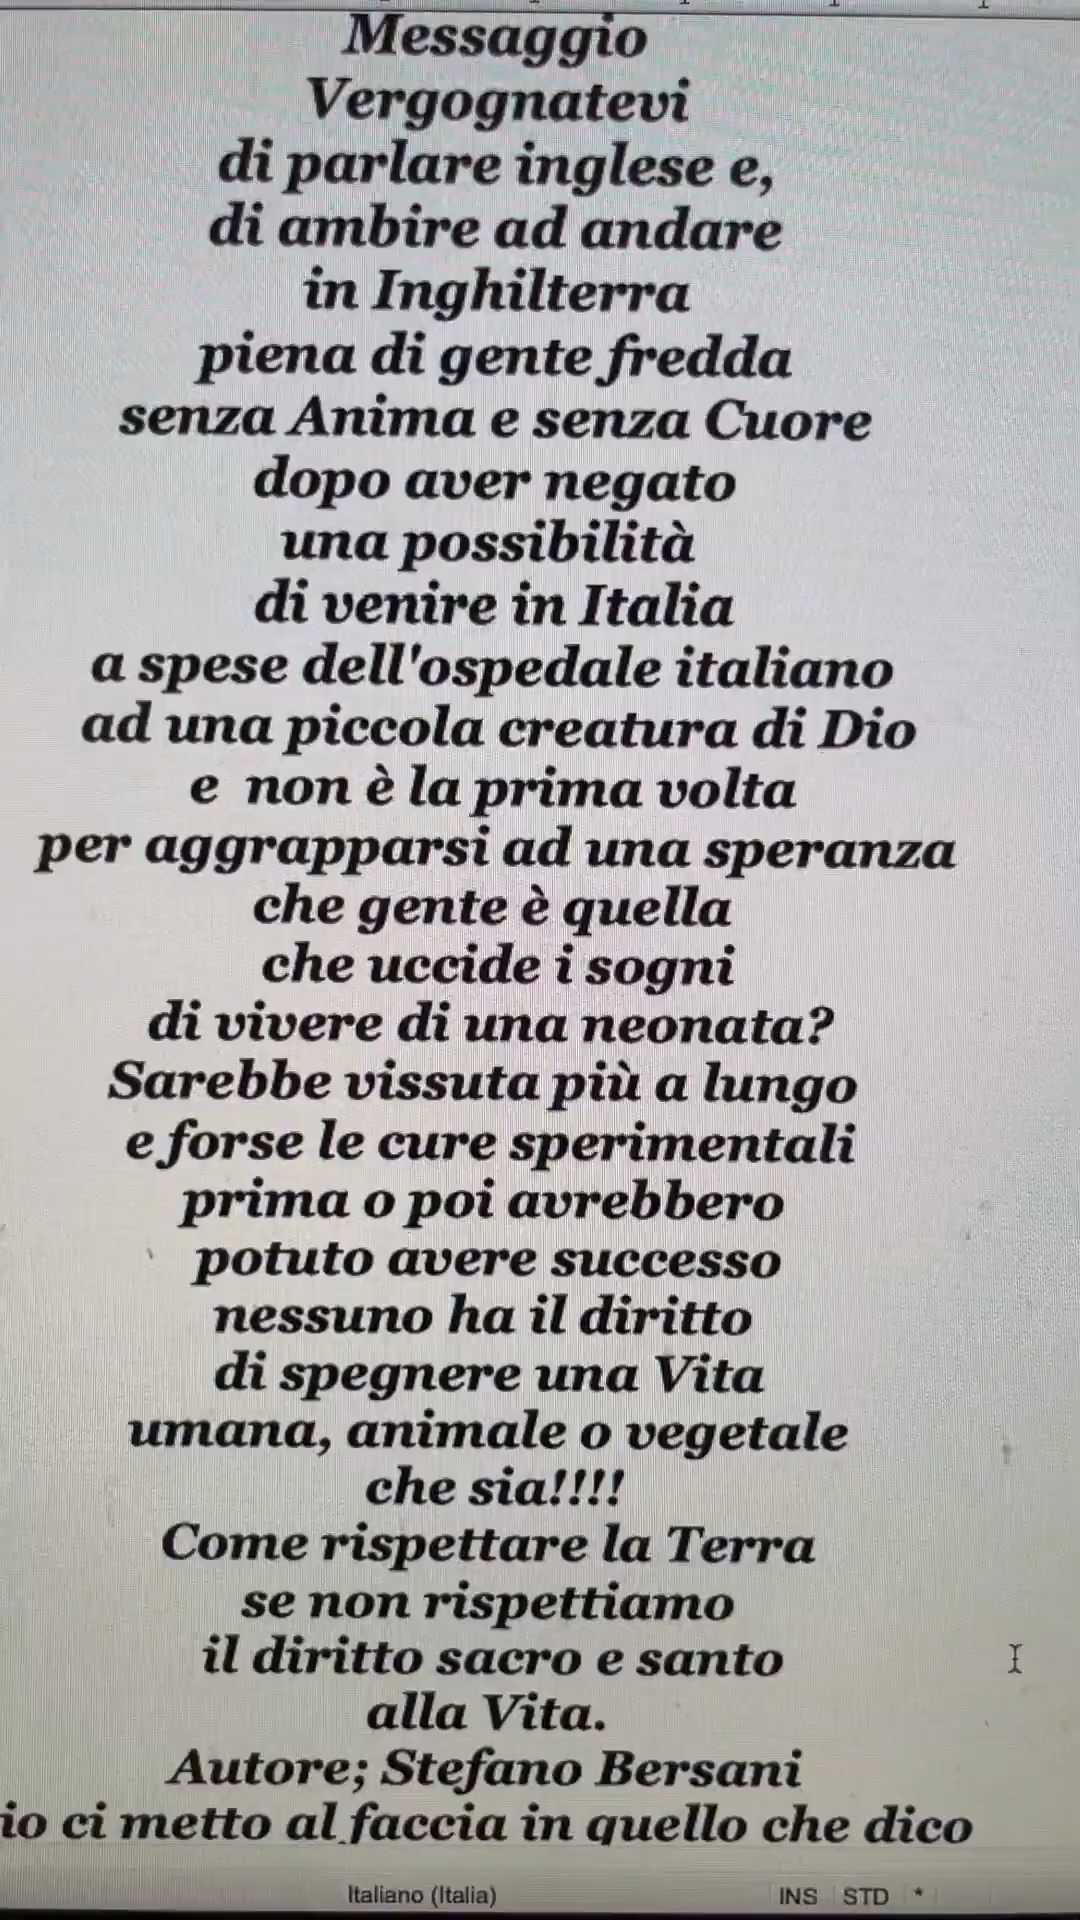 Messaggio
Vergognatevi
di parlare inglese e,
di ambire ad andare
in Inghilterra
piena di gente fredda
senza Anima e senza Cuore
dopo aver negato
una possibilità
di venire in Italia
a spese dell'ospedale italiano
ad una piccola creatura di Dio
e non è la prima volta
per aggrapparsi ad una speranza
che gente è quella
che uccide i sogni
di vivere di una neonata?
Sarebbe vissuta più a lungo
e forse le cure sperimentali
prima o poi avrebbero
potuto avere successo
nessuno ha il diritto
di spegnere una Vita
umana, animale o vegetale
che sia!!!!
Come rispettare la Terra
se non rispettiamo
il diritto sacro e santo
alla Vita.
Autore; Stefano Bersani
io ci metto al faccia in quello che dico
Italiano (Italia) INS STD *